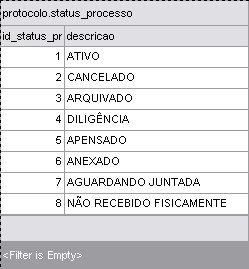 protocolo.status_processo
id_status_pr descricao
1 ATIVO
2 CANCELADO
3 ARQUIVADO
4 DILIGÊNCIA
5 APENSADO
6 ANEXADO
7 AGUARDANDO JUNTADA
8 NÃO RECEBIDO FISICAMENTE
<Filter is Empty>